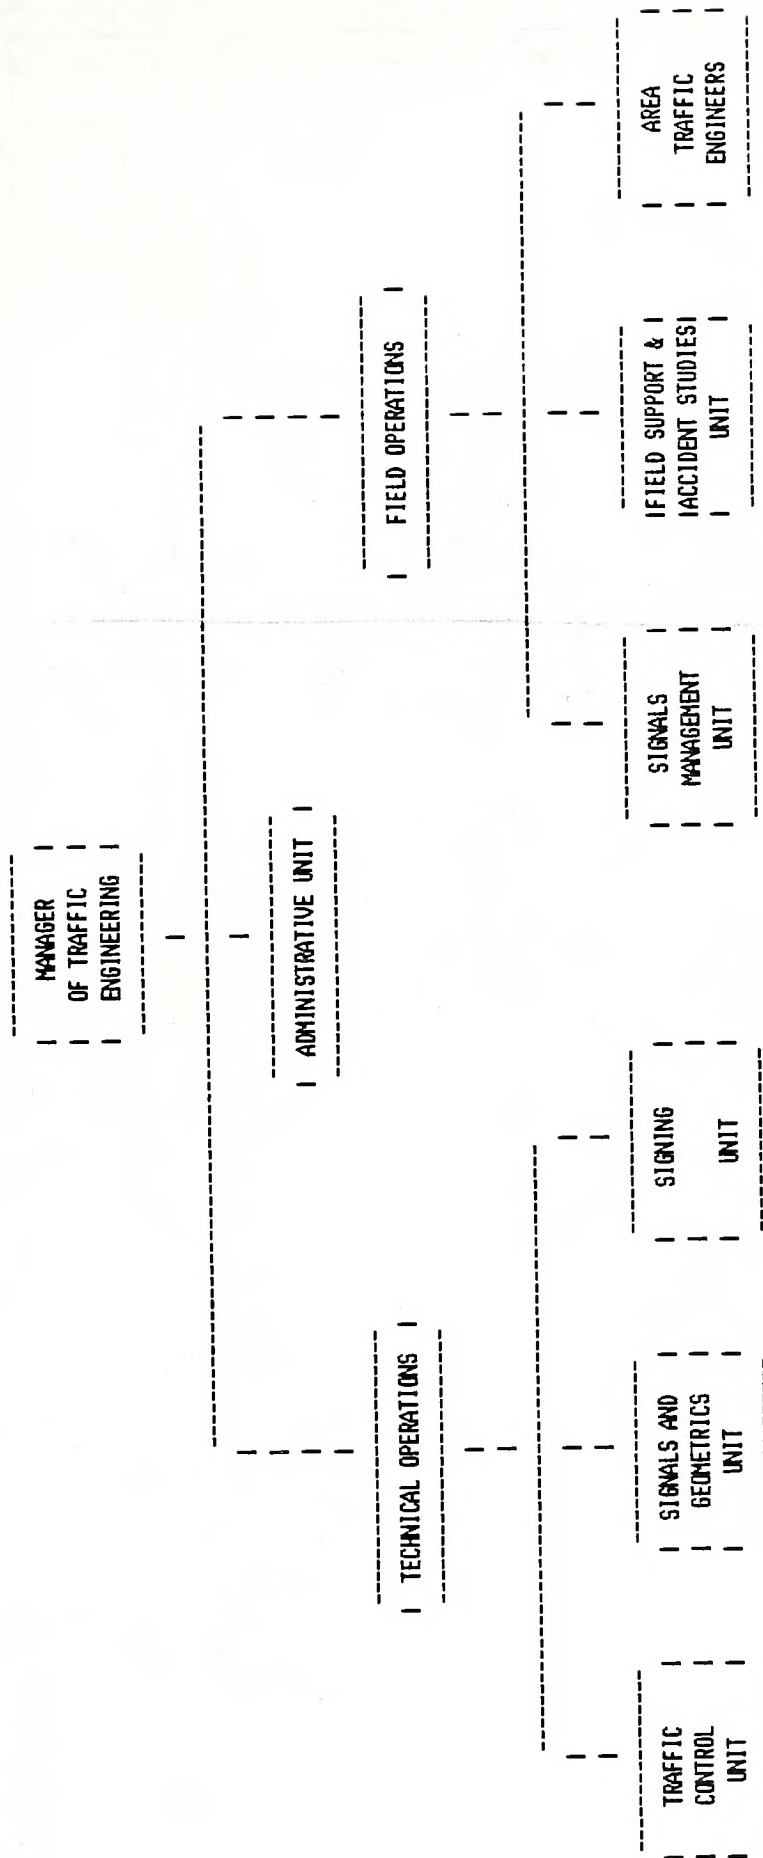 MANAGER
OF TRAFFIC
ENGINEERING
ADMINISTRATIVE UNIT
TECHNICAL OPERATIONS
FIELD OPERATIONS
TRAFFIC
CONTROL
UNIT
SIGNALS AND
GEOMETRICS
UNIT
SIGNING
UNIT
SIGNALS
MANAGEMENT
UNIT
FIELD SUPPORT &
ACCIDENT STUDIES
UNIT
AREA
TRAFFIC
ENGINEERS